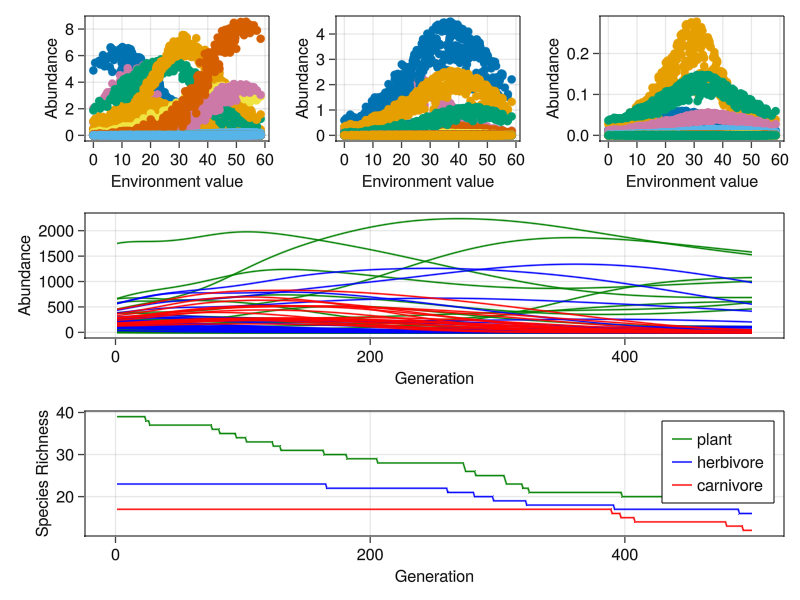 Abundance
8
6
4
2
0
0 10 20 30 40 50 60
Environment value
Abundance
4
3
2
1
0
0 10 20 30 40 50 60
Environment value
Abundance
0.2
0.1
0.0
0 10 20 30 40 50 60
Environment value
Abundance
2000
1500
1000
500
0
0 200 400
Generation
Species Richness
40
30
20
plant
herbivore
carnivore
0 200 400
Generation